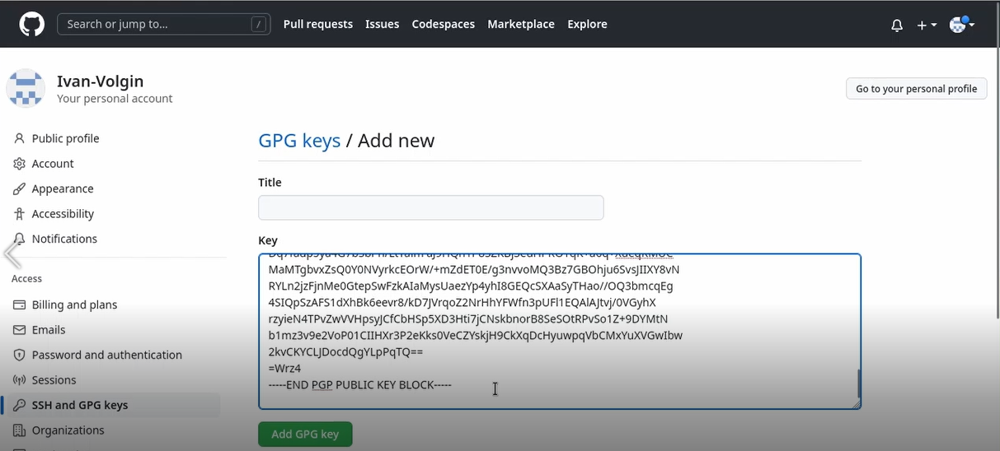 Search or jump to...
/
Pull requests
Issues
Codespaces
Marketplace
Explore
Ivan-Volgin
Your personal account
Go to your personal profile
Public profile
Account
Appearance
Accessibility
Notifications
Access
Billing and plans
Emails
Password and authentication
Sessions
SSH and GPG keys
Organizations
GPG keys / Add new
Title
Key
MaMTgbvxZsQ0Y0NVyrkcEOrW/+mZdET0E/g3nvvoMQ3Bz7GBOhju6SvsJIIXY8vN
RYLn2jzFjnMe0GtepSwFzkAIaMysUaezYp4yhI8GEQcSXAaSyTHao//OQ3bmcqEg
4SIQpSzAFS1dXhBk6eevr8/kD7JVrqoZ2NrHhYFWfn3pUFl1EQAlAJtvj/0VGyhX
rzyieN4TPvZwVVHpsyJCfCbHSp5XD3Hti7jCNskbnorB8SeSOtRPvSo1Z+9DYMtN
b1mz3v9e2VoP01CIIHXr3P2eKks0VeCZYskjH9CkXqDcHyuwpqVbCMxYuXVGwIbw
2kvCKYCLJDocdQgYLpPqTQ==
=Wrz4
-----END PGP PUBLIC KEY BLOCK-----
Add GPG key